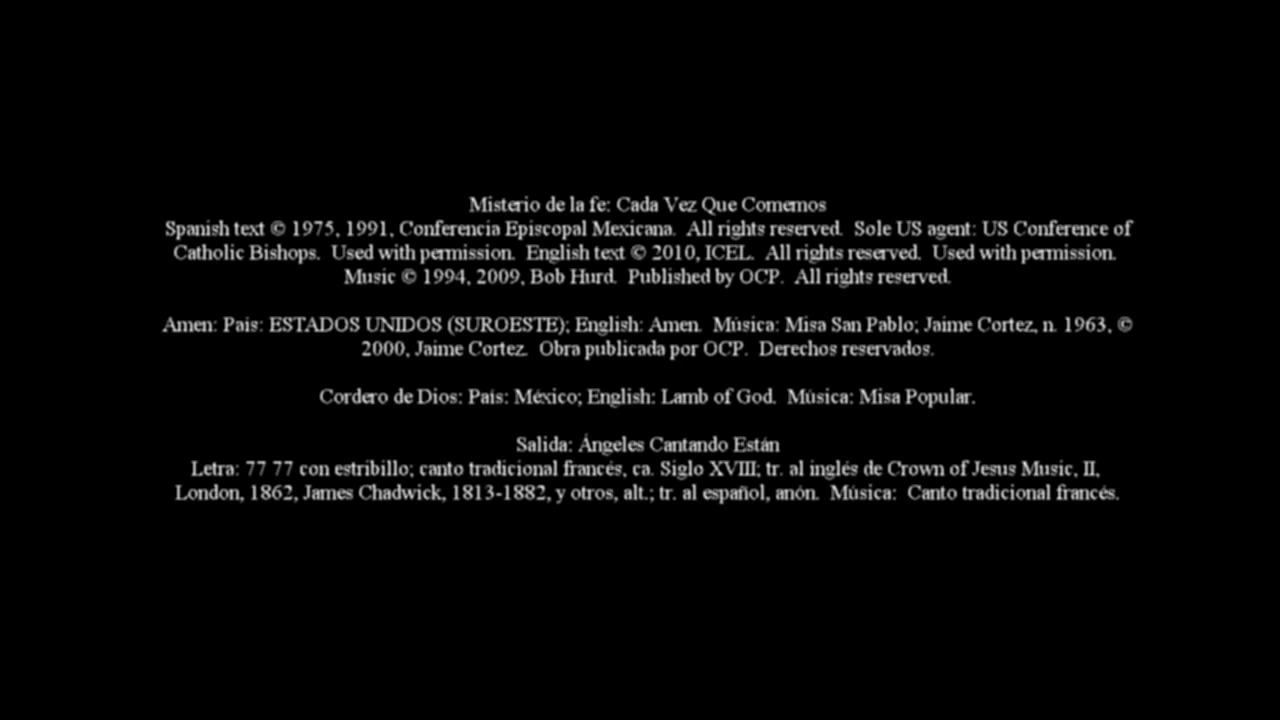 Misterio de la fe: Cada Vez Que Comemos
Spanish text © 1975, 1991, Conferencia Episcopal Mexicana.  All rights reserved.  Sole US agent: US Conference of
Catholic Bishops.  Used with permission.  English text © 2010, ICEL.  All rights reserved.  Used with permission.
Music © 1994, 2009, Bob Hurd.  Published by OCP.  All rights reserved.
Amen: País: ESTADOS UNIDOS (SUROESTE); English: Amen.  Música: Misa San Pablo; Jaime Cortez, n. 1963, ©
2000, Jaime Cortez.  Obra publicada por OCP.  Derechos reservados.
Cordero de Dios: País: México; English: Lamb of God.  Música: Misa Popular.
Salida: Ángeles Cantando Están
Letra: 77 77 con estribillo; canto tradicional francés, ca. Siglo XVIII; tr. al inglés de Crown of Jesus Music, II,
London, 1862, James Chadwick, 1813-1882, y otros, alt.; tr. al español, anón.  Música:  Canto tradicional francés.